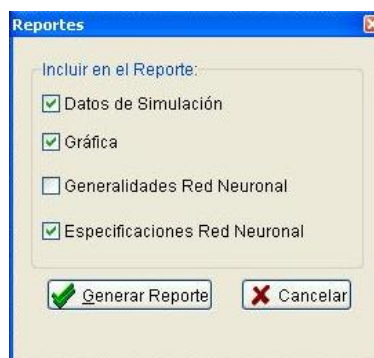 Reportes
Incluir en el Reporte:
Datos de Simulación
Gráfica
Generalidades Red Neuronal
Especificaciones Red Neuronal
Generar Reporte
Cancelar